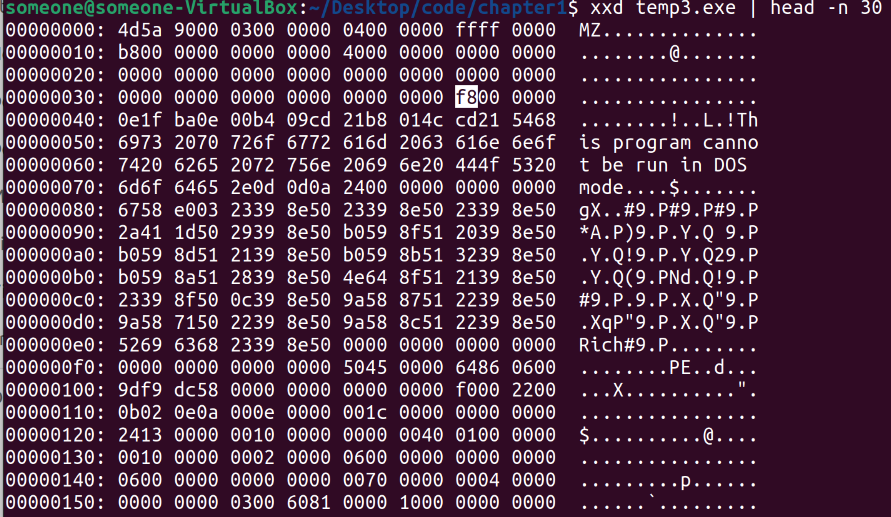 someone@someone-VirtualBox:~/Desktop/code/chapter1$ xxd temp3.exe | head -n 30
00000000: 4d5a 9000 0300 0000 0400 0000 ffff 0000  MZ..............
00000010: b800 0000 0000 0000 4000 0000 0000 0000  ........@.......
00000020: 0000 0000 0000 0000 0000 0000 0000 0000  ................
00000030: 0000 0000 0000 0000 0000 0000 f800 0000  ................
00000040: 0e1f ba0e 00b4 09cd 21b8 014c cd21 5468  ........!..L.!Th
00000050: 6973 2070 726f 6772 616d 2063 616e 6e6f  is program canno
00000060: 7420 6265 2072 756e 2069 6e20 444f 5320  t be run in DOS 
00000070: 6d6f 6465 2e0d 0d0a 2400 0000 0000 0000  mode....$.......
00000080: 6758 e003 2339 8e50 2339 8e50 2339 8e50  gX..#9.P#9.P#9.P
00000090: 2a41 1d50 2939 8e50 b059 8f51 2039 8e50  *A.P)9.P.Y.Q 9.P
000000a0: b059 8d51 2139 8e50 b059 8b51 3239 8e50  .Y.Q!9.P.Y.Q29.P
000000b0: b059 8a51 2839 8e50 4e64 8f51 2139 8e50  .Y.Q(9.PNd.Q!9.P
000000c0: 2339 8f50 0c39 8e50 9a58 8751 2239 8e50  #9.P.9.P.X.Q"9.P
000000d0: 9a58 7150 2239 8e50 9a58 8c51 2239 8e50  .XqP"9.P.X.Q"9.P
000000e0: 5269 6368 2339 8e50 0000 0000 0000 0000  Rich#9.P........
000000f0: 0000 0000 0000 0000 5045 0000 6486 0600  ........PE..d...
00000100: 9df9 dc58 0000 0000 0000 0000 f000 2200  ...X..........".
00000110: 0b02 0e0a 000e 0000 001c 0000 0000 0000  ................
00000120: 2413 0000 0010 0000 0000 0040 0100 0000  $..........@....
00000130: 0010 0000 0002 0000 0600 0000 0000 0000  ................
00000140: 0600 0000 0000 0000 0070 0000 0004 0000  .........p......
00000150: 0000 0000 0300 6081 0000 1000 0000 0000  ......`.........